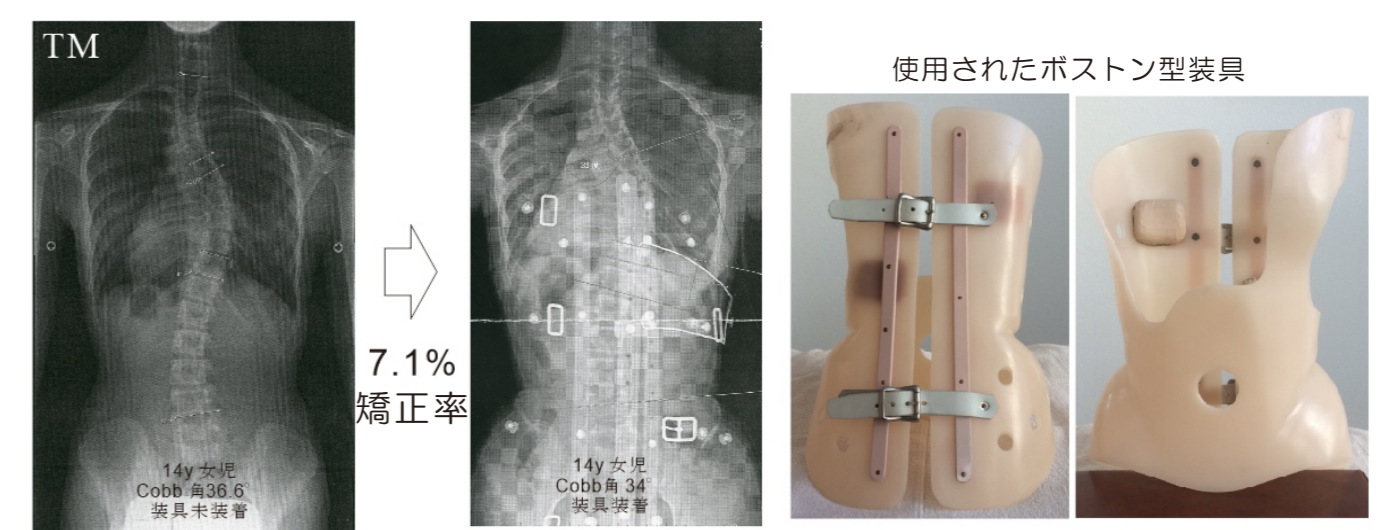 TM
14y 女児
Cobb 角36.6°
装具未装着
7.1%
矯正率
14y 女児
Cobb角 34°
装具装着
使用されたボストン型装具